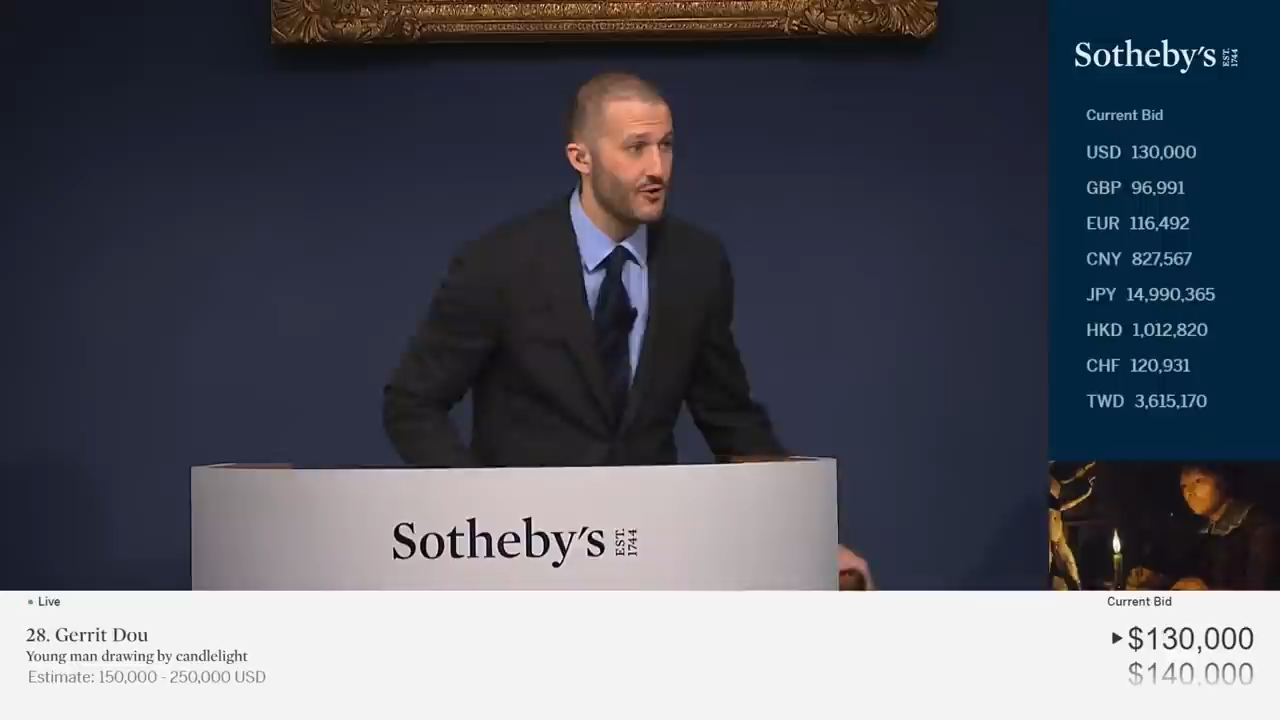 Sotheby's EST. 1744
Current Bid
USD 130,000
GBP 96,991
EUR 116,492
CNY 827,567
JPY 14,990,365
HKD 1,012,820
CHF 120,931
TWD 3,615,170
Sotheby's EST. 1744
Live
28. Gerrit Dou
Young man drawing by candlelight
Estimate: 150,000 - 250,000 USD
Current Bid
$130,000
$140,000